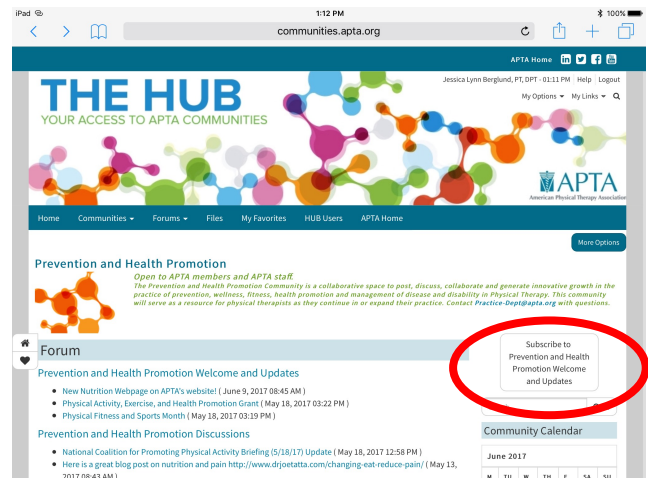 iPad
1:12 PM
100%
communities.apta.org
APTA Home
Jessica Lynn Berglund, PT, DPT - 01:11 PM Help Logout
My Options My Links
THE HUB
YOUR ACCESS TO APTA COMMUNITIES
APTA
American Physical Therapy Association
Home Communities Forums Files My Favorites HUB Users APTA Home
More Options
Prevention and Health Promotion
Open to APTA members and APTA staff.
The Prevention and Health Promotion Community is a collaborative space to post, discuss, collaborate and generate innovative growth in the
practice of prevention, wellness, fitness, health promotion and management of disease and disability in Physical Therapy. This community
will serve as a resource for physical therapists as they continue in or expand their practice. Contact Practice-Dept@apta.org with questions.
Forum
Prevention and Health Promotion Welcome and Updates
• New Nutrition Webpage on APTA's website! ( June 9, 2017 08:45 AM )
• Physical Activity, Exercise, and Health Promotion Grant ( May 18, 2017 03:22 PM )
• Physical Fitness and Sports Month ( May 18, 2017 03:19 PM )
Prevention and Health Promotion Discussions
• National Coalition for Promoting Physical Activity Briefing (5/18/17) Update ( May 18, 2017 12:58 PM )
• Here is a great blog post on nutrition and pain http://www.drjoetatta.com/changing-eat-reduce-pain/ ( May 13,
2017 08:43 AM )
Subscribe to
Prevention and Health
Promotion Welcome
and Updates
Community Calendar
June 2017
M TU W TH F SA SU